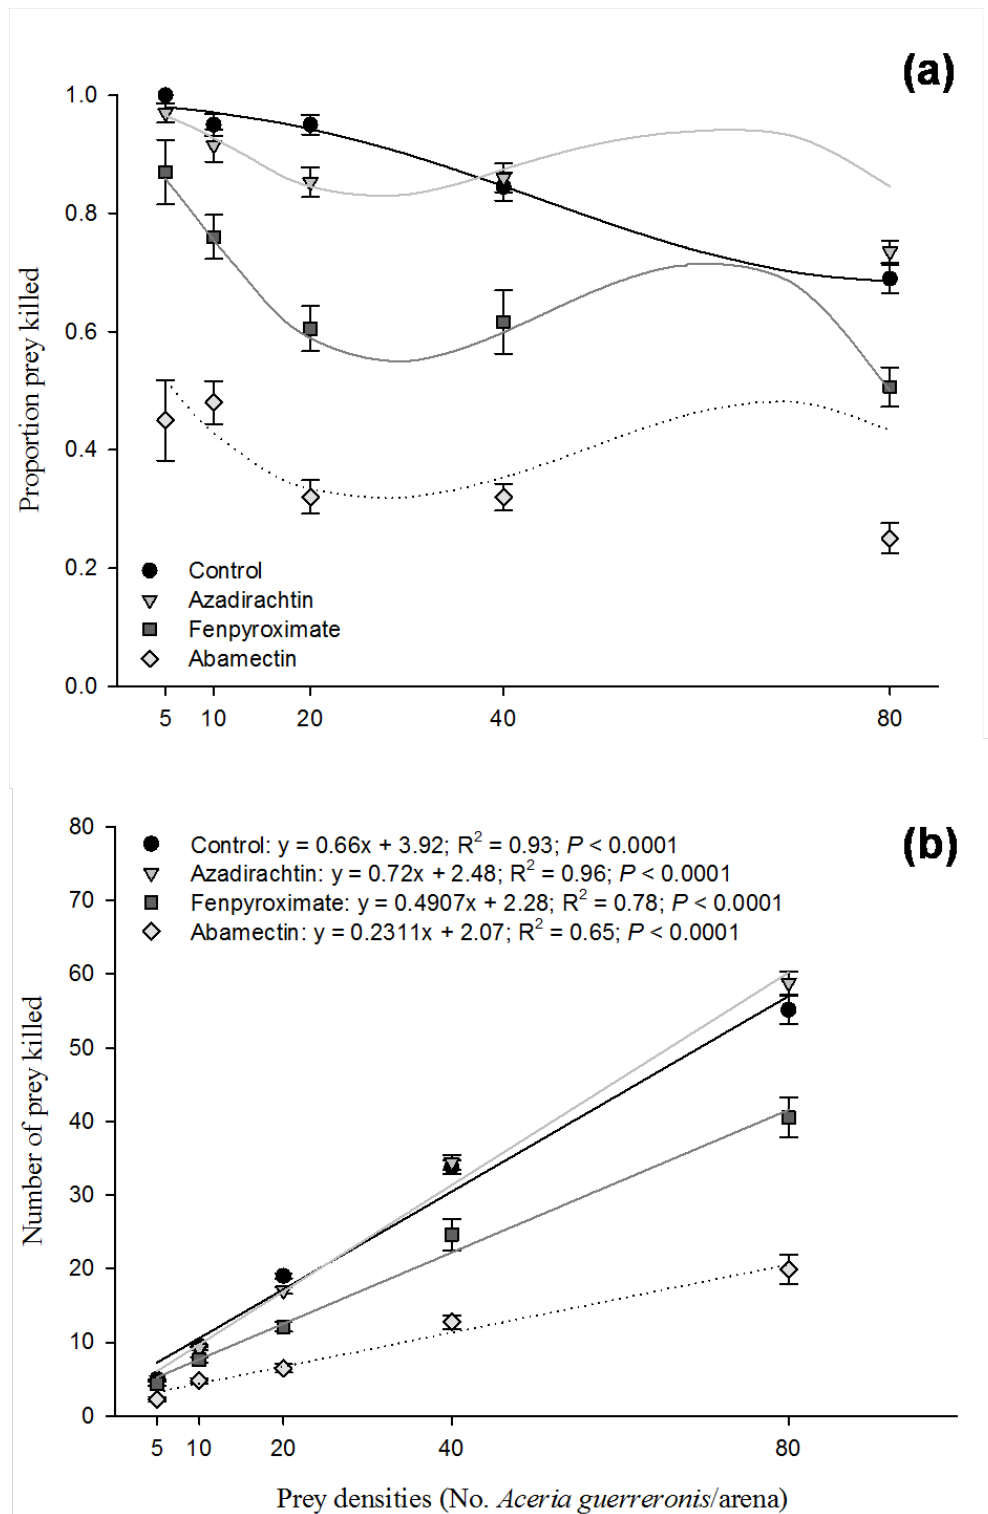 (a)
1.0
0.8
0.6
0.4
0.2
0.0
Proportion prey killed
Control
Azadirachtin
Fenpyroximate
Abamectin
5 10 20 40 80
(b)
80
70
60
50
40
30
20
10
0
Number of prey killed
Control: y = 0.66x + 3.92; R² = 0.93; P < 0.0001
Azadirachtin: y = 0.72x + 2.48; R² = 0.96; P < 0.0001
Fenpyroximate: y = 0.4907x + 2.28; R² = 0.78; P < 0.0001
Abamectin: y = 0.2311x + 2.07; R² = 0.65; P < 0.0001
5 10 20 40 80
Prey densities (No. Aceria guerreronis/arena)